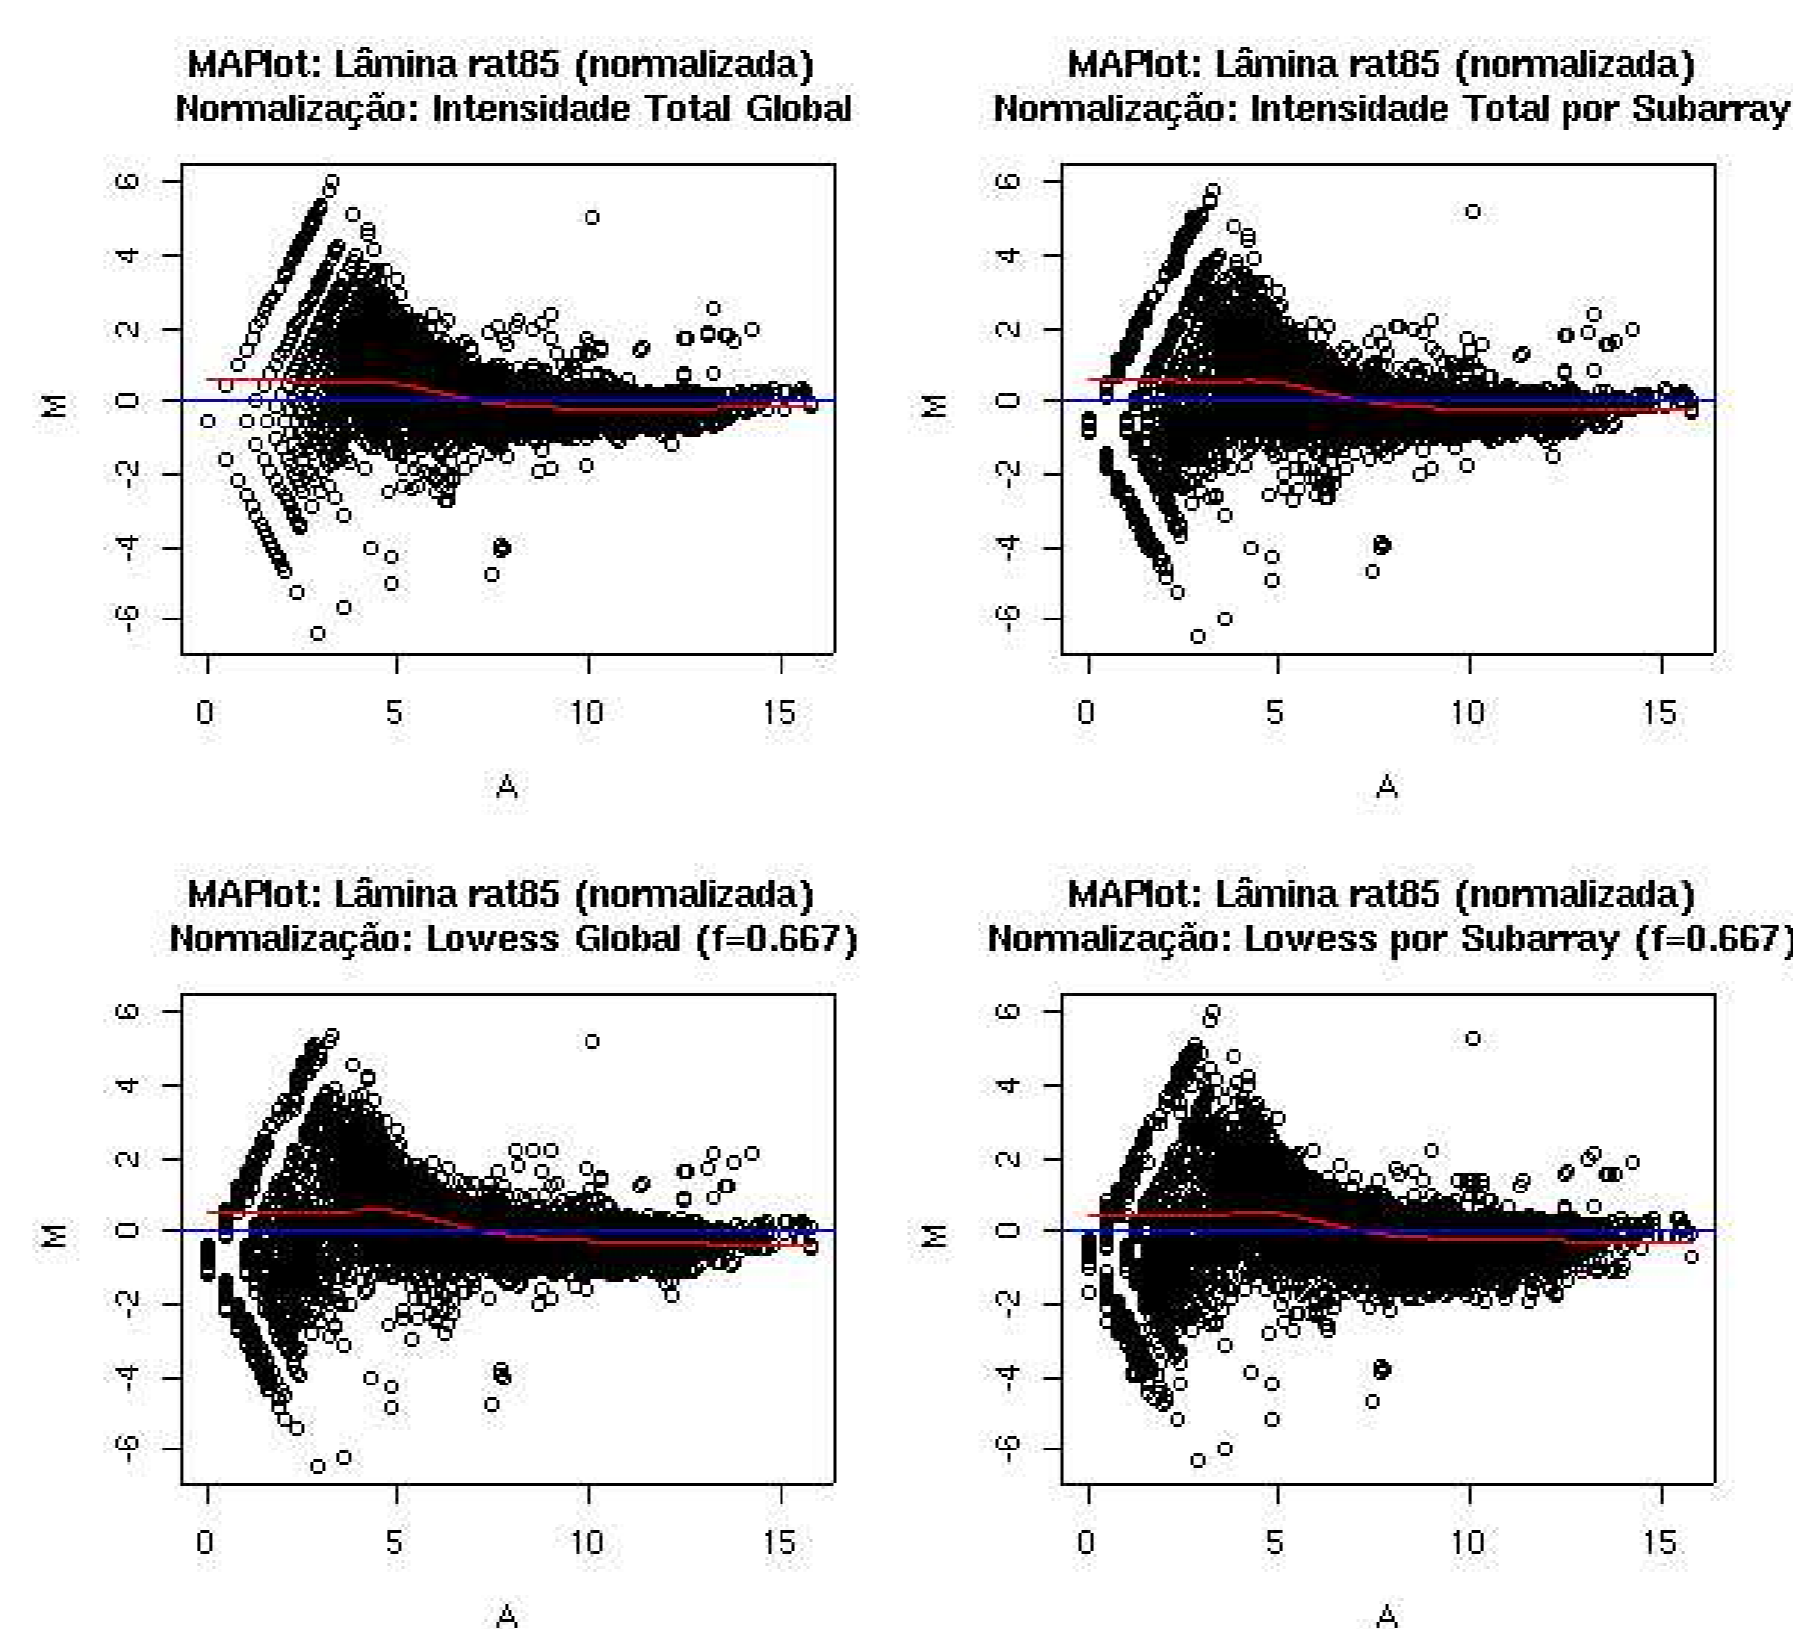 MAPlot: Lâmina rat85 (normalizada)
Normalização: Intensidade Total Global
M
6
4
2
0
-2
-4
-6
0 5 10 15
A
MAPlot: Lâmina rat85 (normalizada)
Normalização: Intensidade Total por Subarray
M
6
4
2
0
-2
-4
-6
0 5 10 15
A
MAPlot: Lâmina rat85 (normalizada)
Normalização: Lowess Global (f=0.667)
M
6
4
2
0
-2
-4
-6
0 5 10 15
A
MAPlot: Lâmina rat85 (normalizada)
Normalização: Lowess por Subarray (f=0.667)
M
6
4
2
0
-2
-4
-6
0 5 10 15
A